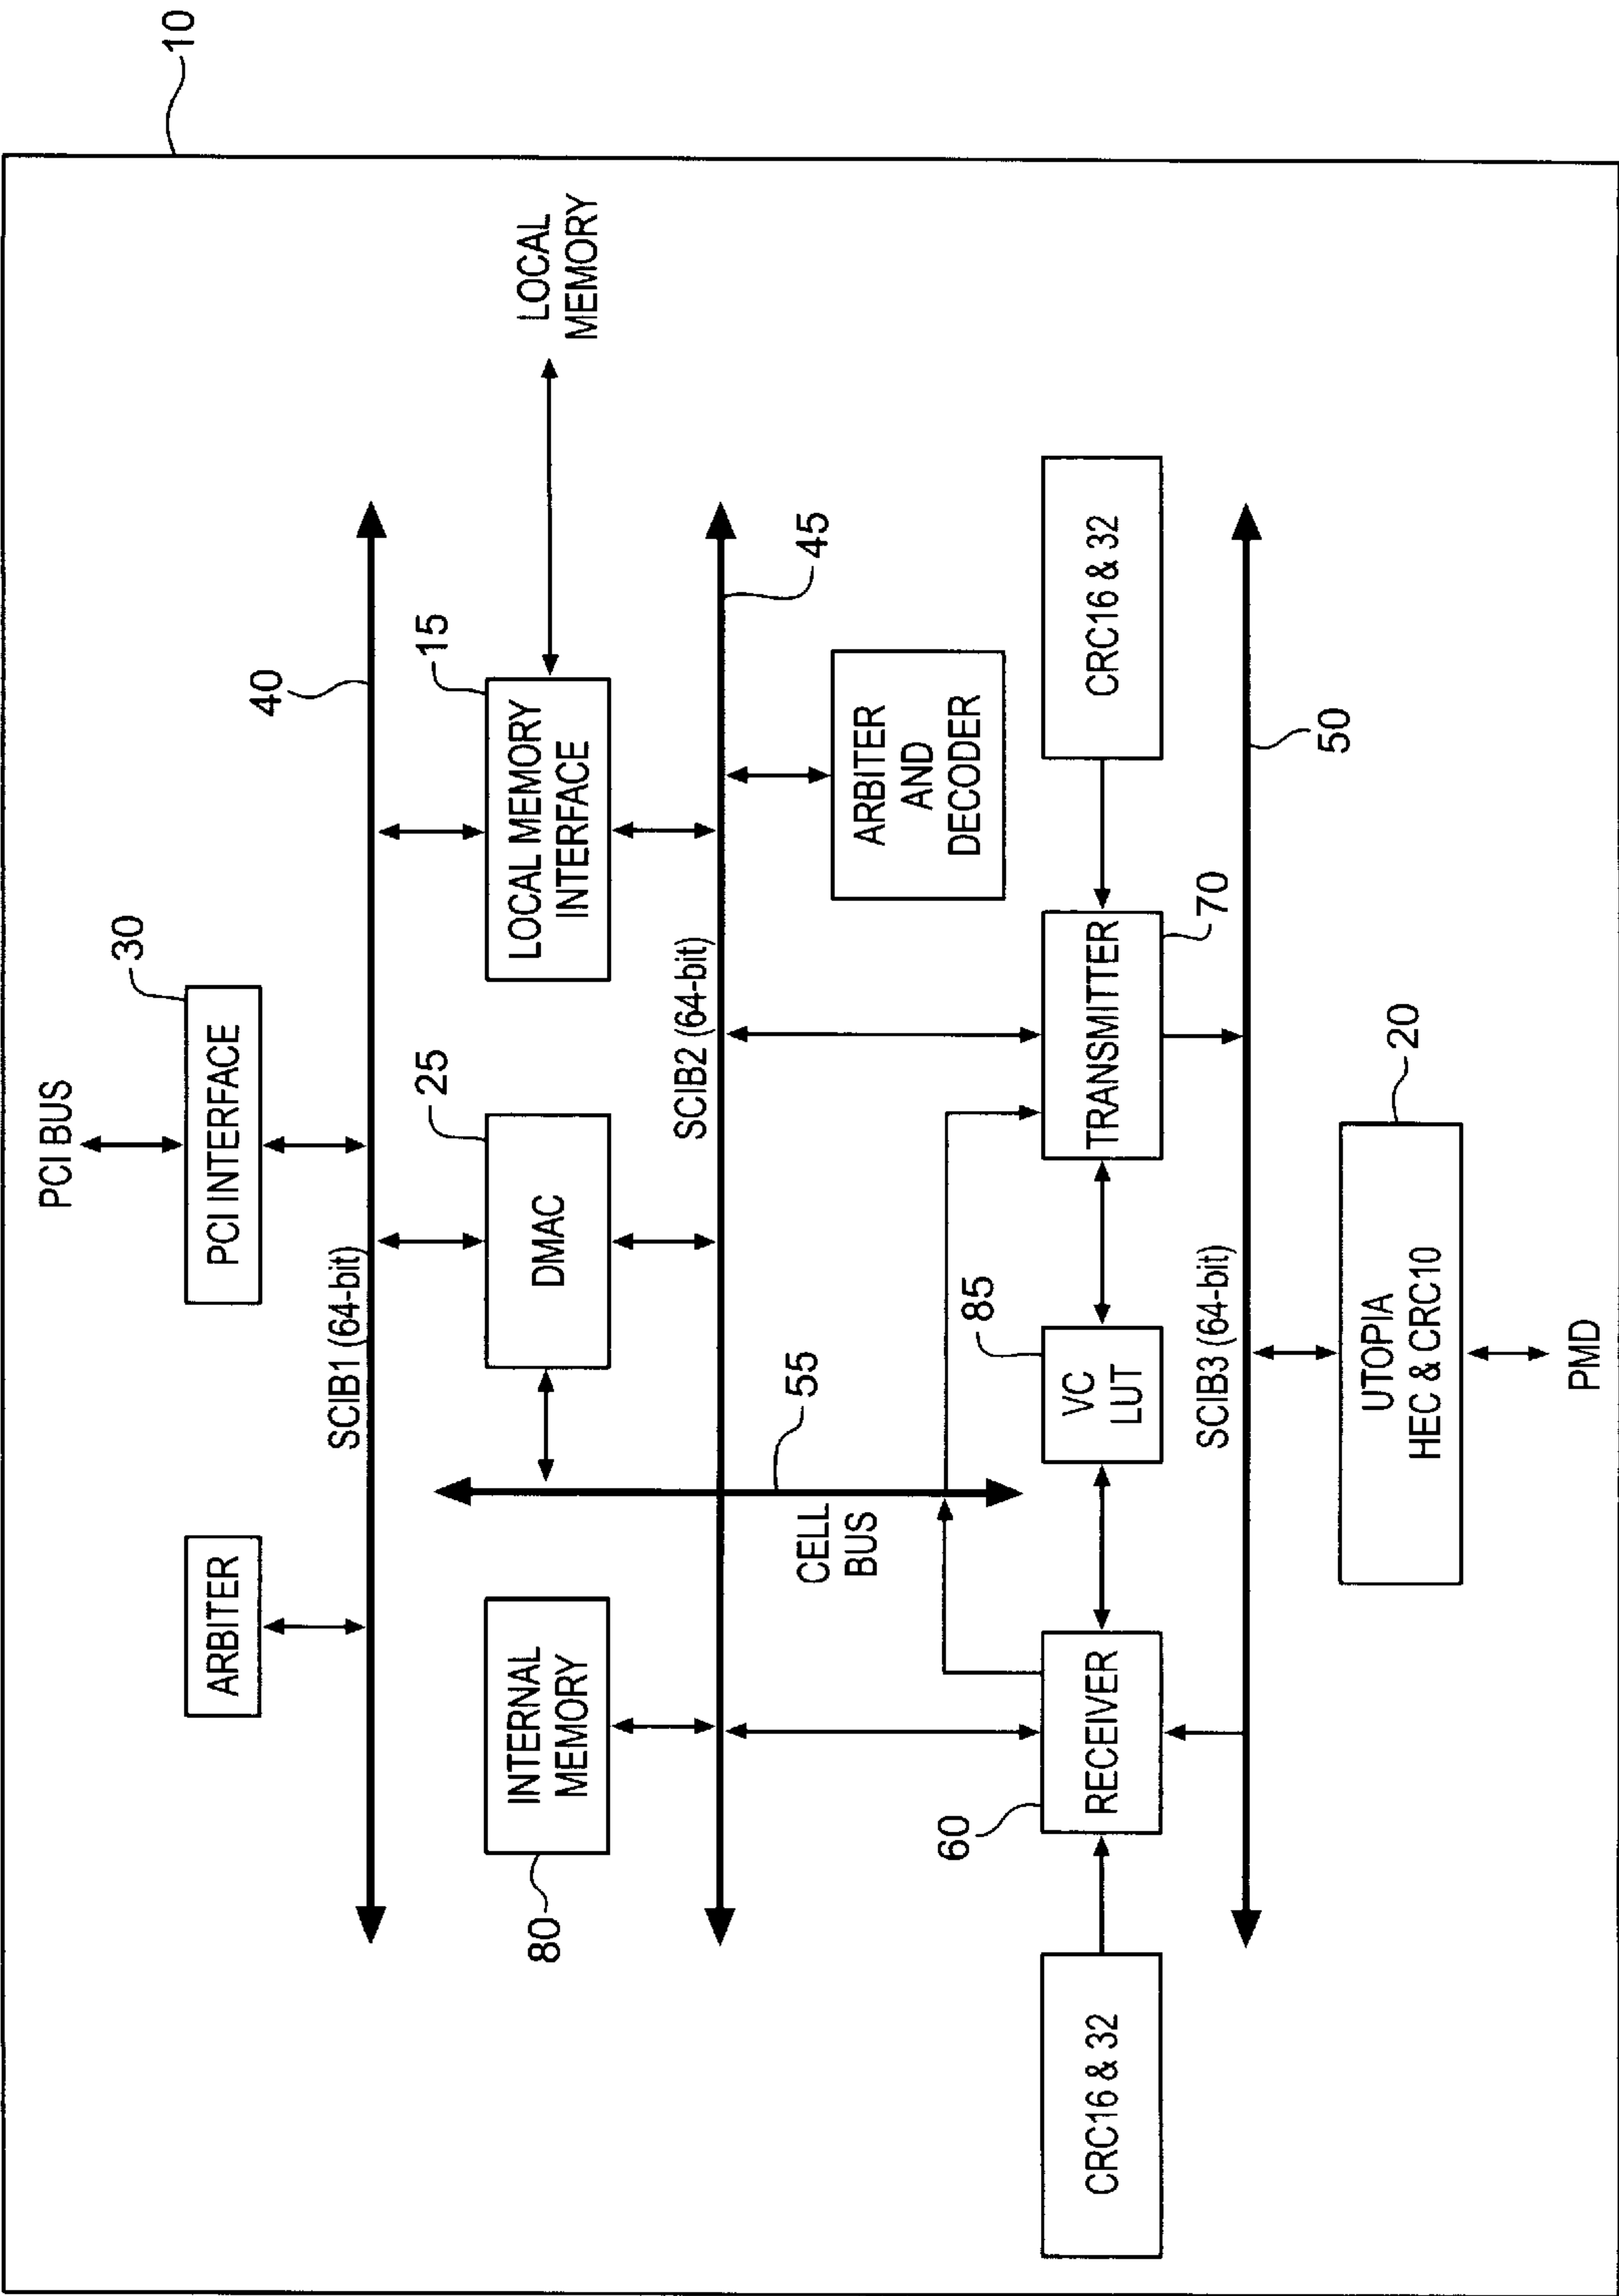 10
PCI BUS
ARBITER
PCI INTERFACE
30
SCIB1 (64-bit)
40
INTERNAL
MEMORY
80
DMAC
25
LOCAL MEMORY
INTERFACE
15
LOCAL
MEMORY
SCIB2 (64-bit)
45
CELL
BUS
55
ARBITER
AND
DECODER
CRC16 & 32
RECEIVER
60
VC
LUT
85
TRANSMITTER
70
CRC16 & 32
SCIB3 (64-bit)
50
UTOPIA
HEC & CRC10
20
PMD